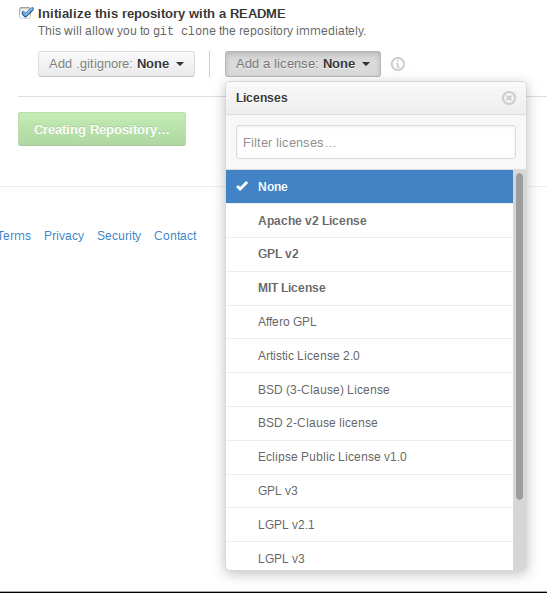 Initialize this repository with a README
This will allow you to git clone the repository immediately.
Add .gitignore: None
Add a license: None
Licenses
Creating Repository…
Filter licenses…
None
Apache v2 License
Terms Privacy Security Contact
GPL v2
MIT License
Affero GPL
Artistic License 2.0
BSD (3-Clause) License
BSD 2-Clause license
Eclipse Public License v1.0
GPL v3
LGPL v2.1
LGPL v3